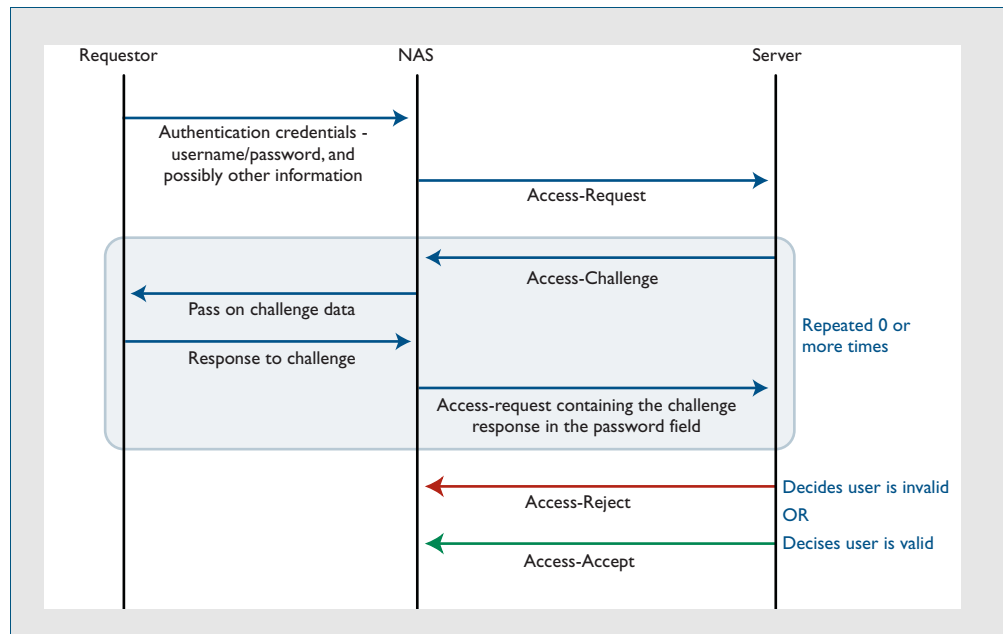 Requestor NAS Server
Authentication credentials -
username/password, and
possibly other information
Access-Request
Access-Challenge
Pass on challenge data
Repeated 0 or
more times
Response to challenge
Access-request containing the challenge
response in the password field
Decides user is invalid
Access-Reject
OR
Decises user is valid
Access-Accept